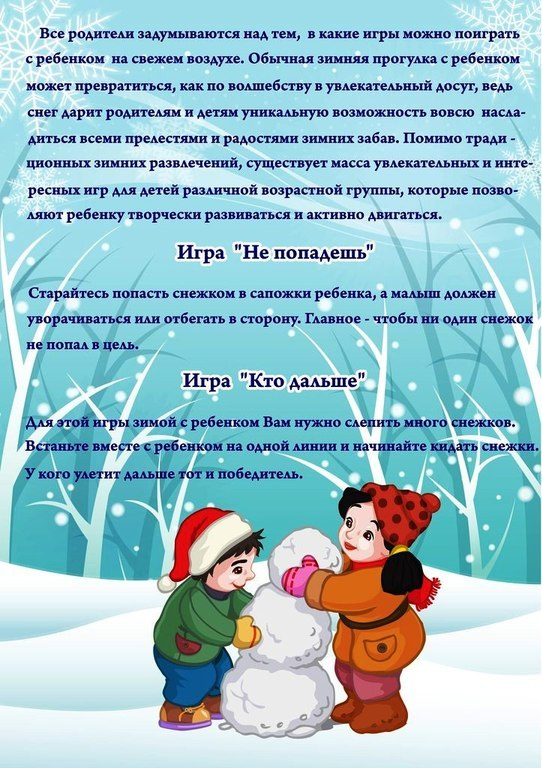 Все родители задумываются над тем, в какие игры можно поиграть
с ребенком на свежем воздухе. Обычная зимняя прогулка с ребенком
может превратиться, как по волшебству в увлекательный досуг, ведь
снег дарит родителям и детям уникальную возможность вовсю насла-
диться всеми прелестями и радостями зимних забав. Помимо тради -
ционных зимних развлечений, существует масса увлекательных и инте-
ресных игр для детей различной возрастной группы, которые позво-
ляют ребенку творчески развиваться и активно двигаться.
Игра "Не попадешь"
Старайтесь попасть снежком в сапожки ребенка, а малыш должен
уворачиваться или отбегать в сторону. Главное - чтобы ни один снежок
не попал в цель.
Игра "Кто дальше"
Для этой игры зимой с ребенком Вам нужно слепить много снежков.
Встаньте вместе с ребенком на одной линии и начинайте кидать снежки.
У кого улетит дальше тот и победитель.